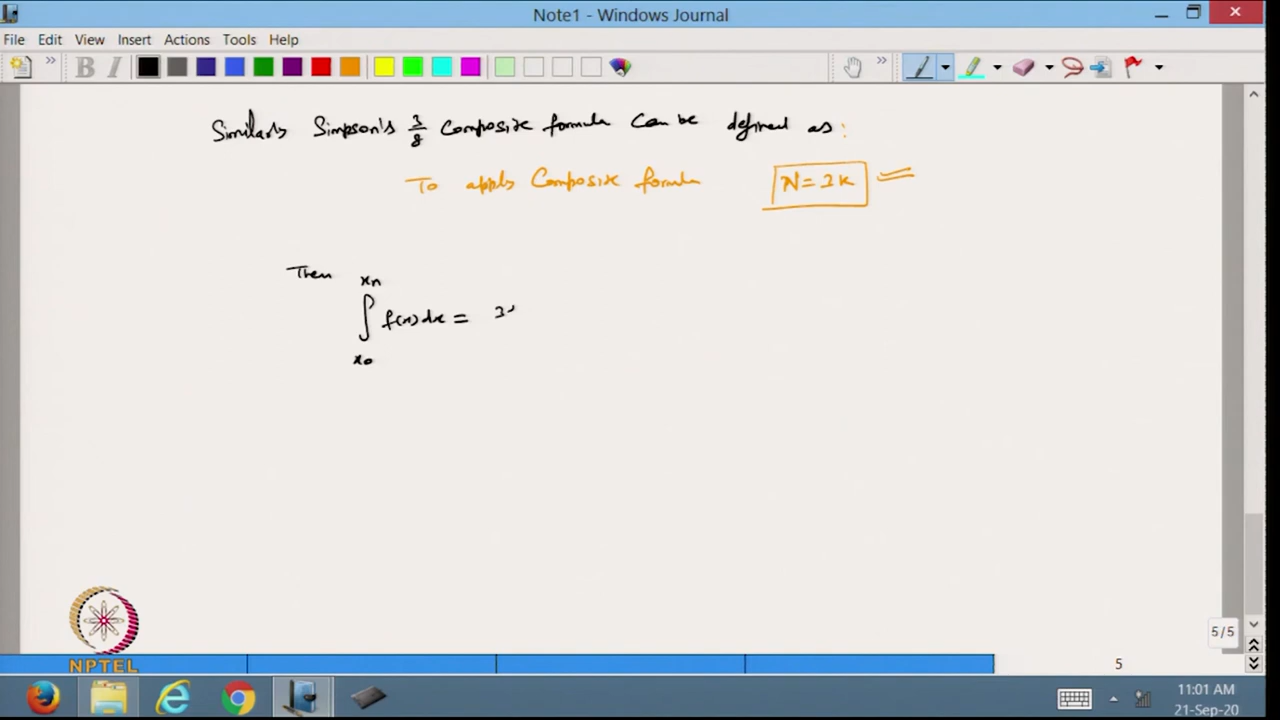 Note1 - Windows Journal
File Edit View Insert Actions Tools Help
Similarly Simpson's 3/8 Composite formula can be defined as:
To apply Composite formula N=3K
Then
∫_{x0}^{xn} f(x)dx = 3
5/5
NPTEL
5
11:01 AM
21-Sep-20